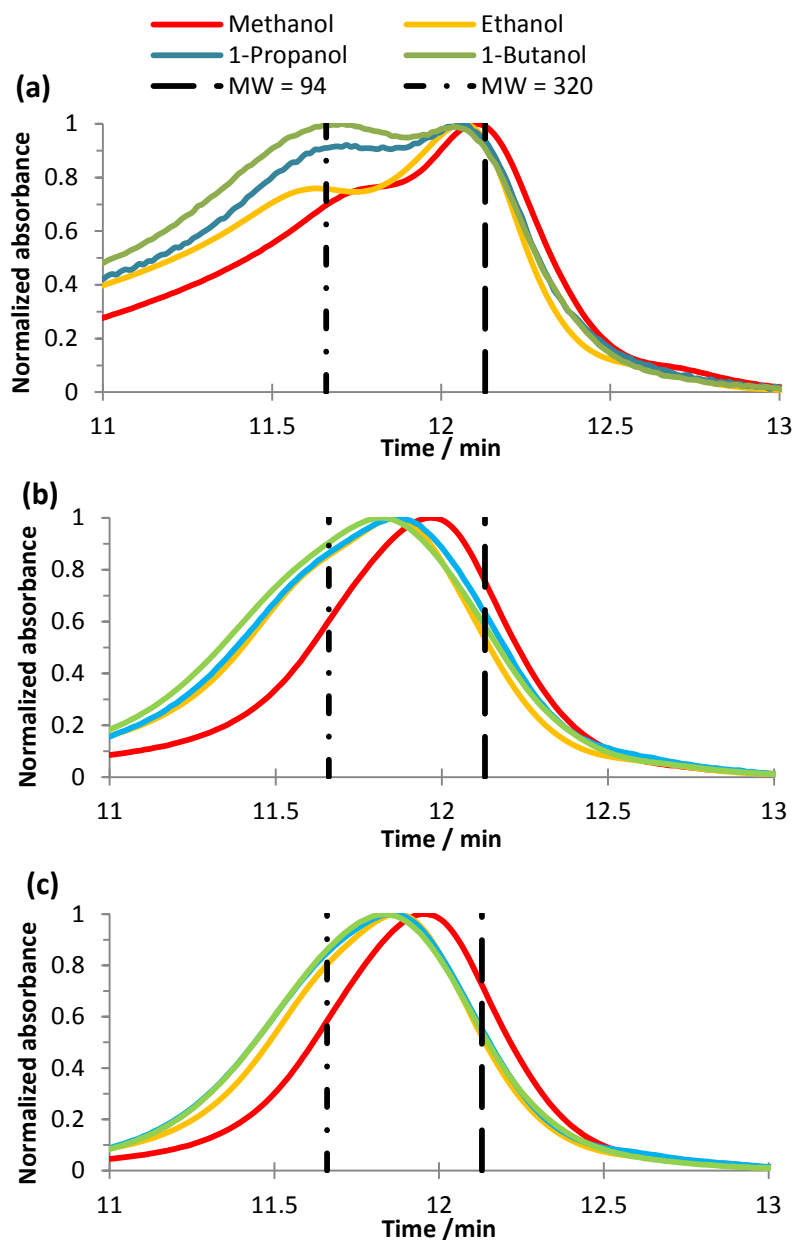 Methanol Ethanol
1-Propanol 1-Butanol
MW = 94 MW = 320
(a)
Normalized absorbance
1
0.8
0.6
0.4
0.2
0
11 11.5 12 12.5 13
Time / min
(b)
Normalized absorbance
1
0.8
0.6
0.4
0.2
0
11 11.5 12 12.5 13
Time / min
(c)
Normalized absorbance
1
0.8
0.6
0.4
0.2
0
11 11.5 12 12.5 13
Time /min